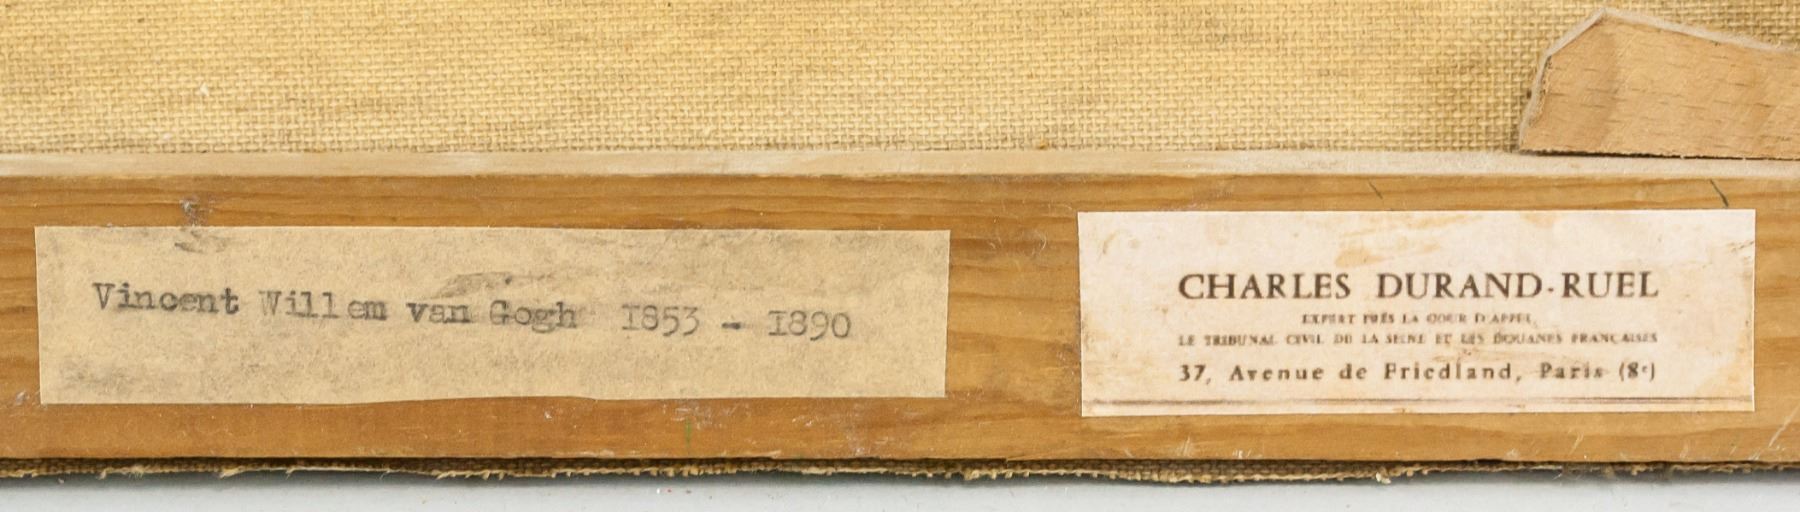 Vincent Willem van Gogh 1853 - 1890
CHARLES DURAND-RUEL
EXPERT PRÈS LA COUR D'APPEL
LE TRIBUNAL CIVIL DE LA SEINE ET LES DOUANES FRANÇAISES
37, Avenue de Friedland, Paris (8e)